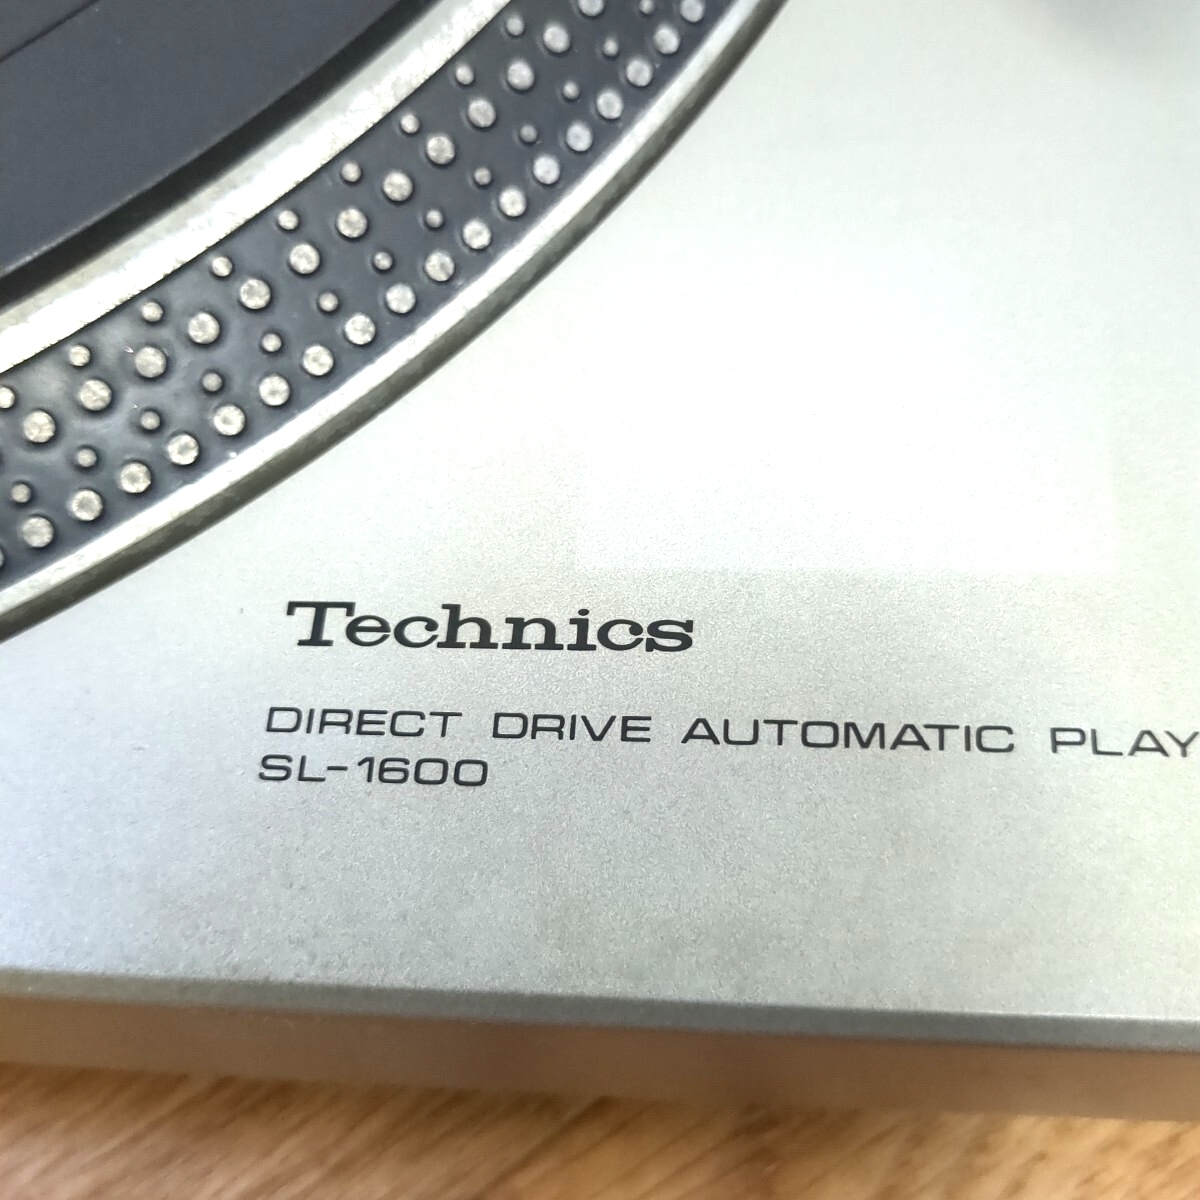 Technics
DIRECT DRIVE AUTOMATIC PLAY
SL-1600